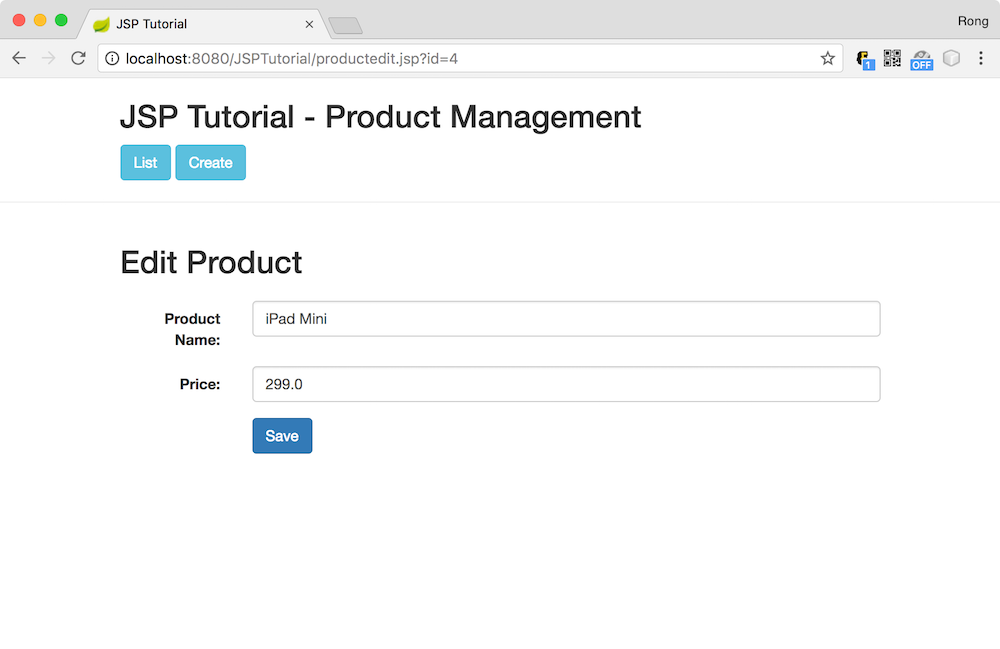 JSP Tutorial
Rong
localhost:8080/JSPTutorial/productedit.jsp?id=4
1
OFF
JSP Tutorial - Product Management
List Create
Edit Product
Product
Name:
iPad Mini
Price:
299.0
Save